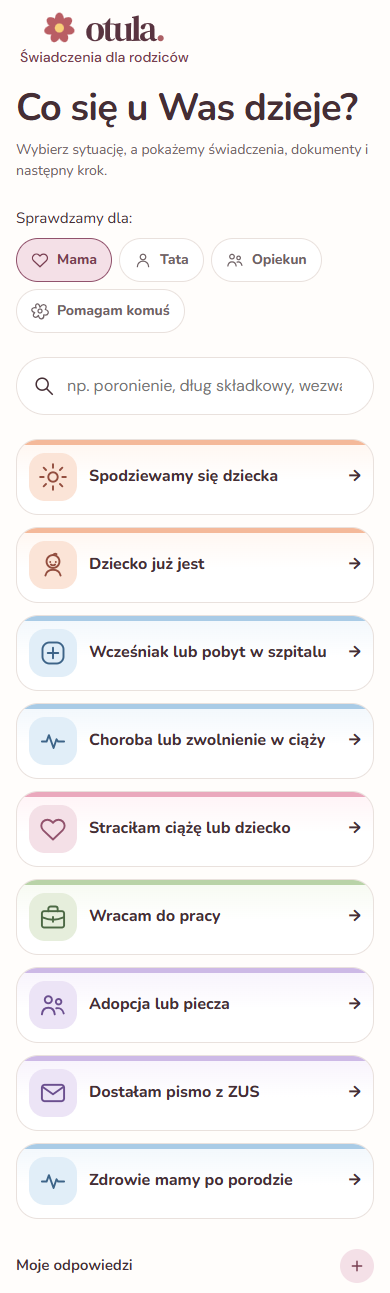 otula.
Świadczenia dla rodziców
Co się u Was dzieje?
Wybierz sytuację, a pokażemy świadczenia, dokumenty i
następny krok.
Sprawdzamy dla:
Mama
Tata
Opiekun
Pomagam komuś
np. poronienie, dług składkowy, wezwa
Spodziewamy się dziecka
Dziecko już jest
Wcześniak lub pobyt w szpitalu
Choroba lub zwolnienie w ciąży
Straciłam ciążę lub dziecko
Wracam do pracy
Adopcja lub piecza
Dostałam pismo z ZUS
Zdrowie mamy po porodzie
Moje odpowiedzi